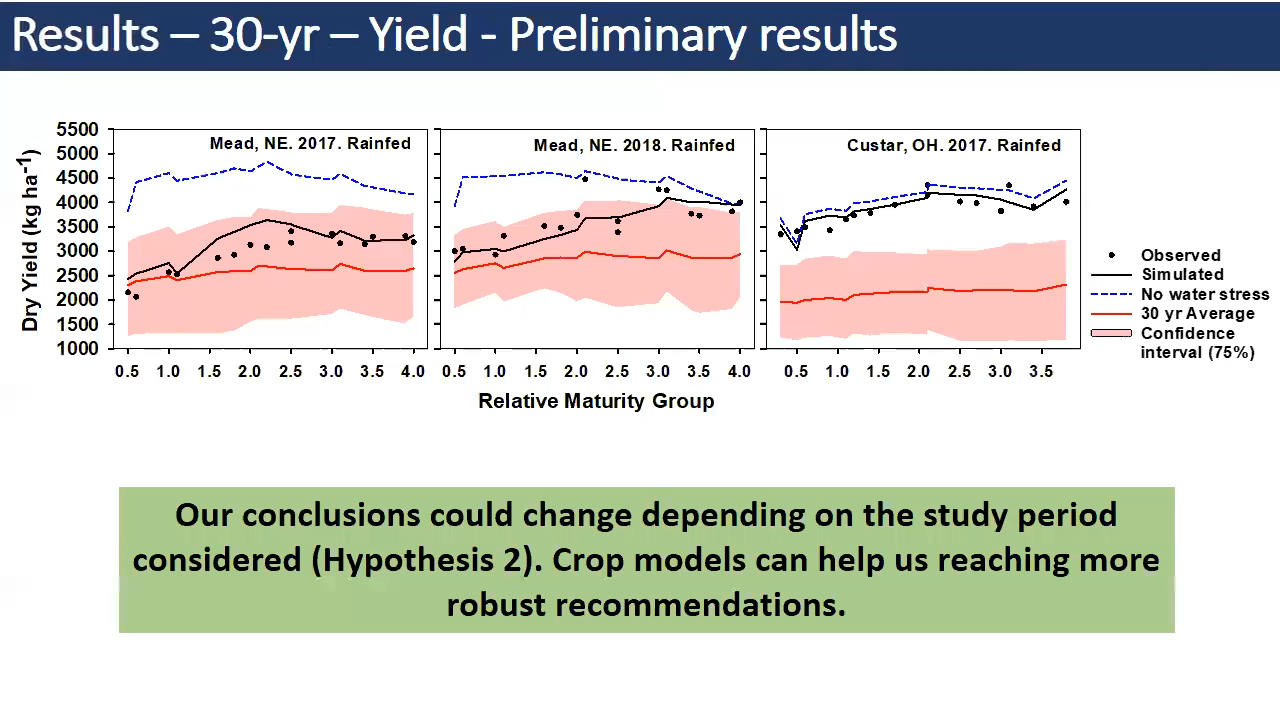 Results – 30-yr – Yield - Preliminary results
Dry Yield (kg ha⁻¹)
5500
5000
4500
4000
3500
3000
2500
2000
1500
1000
Mead, NE. 2017. Rainfed
Mead, NE. 2018. Rainfed
Custar, OH. 2017. Rainfed
0.5 1.0 1.5 2.0 2.5 3.0 3.5 4.0
0.5 1.0 1.5 2.0 2.5 3.0 3.5 4.0
0.5 1.0 1.5 2.0 2.5 3.0 3.5
Relative Maturity Group
Observed
Simulated
No water stress
30 yr Average
Confidence
interval (75%)
Our conclusions could change depending on the study period
considered (Hypothesis 2). Crop models can help us reaching more
robust recommendations.